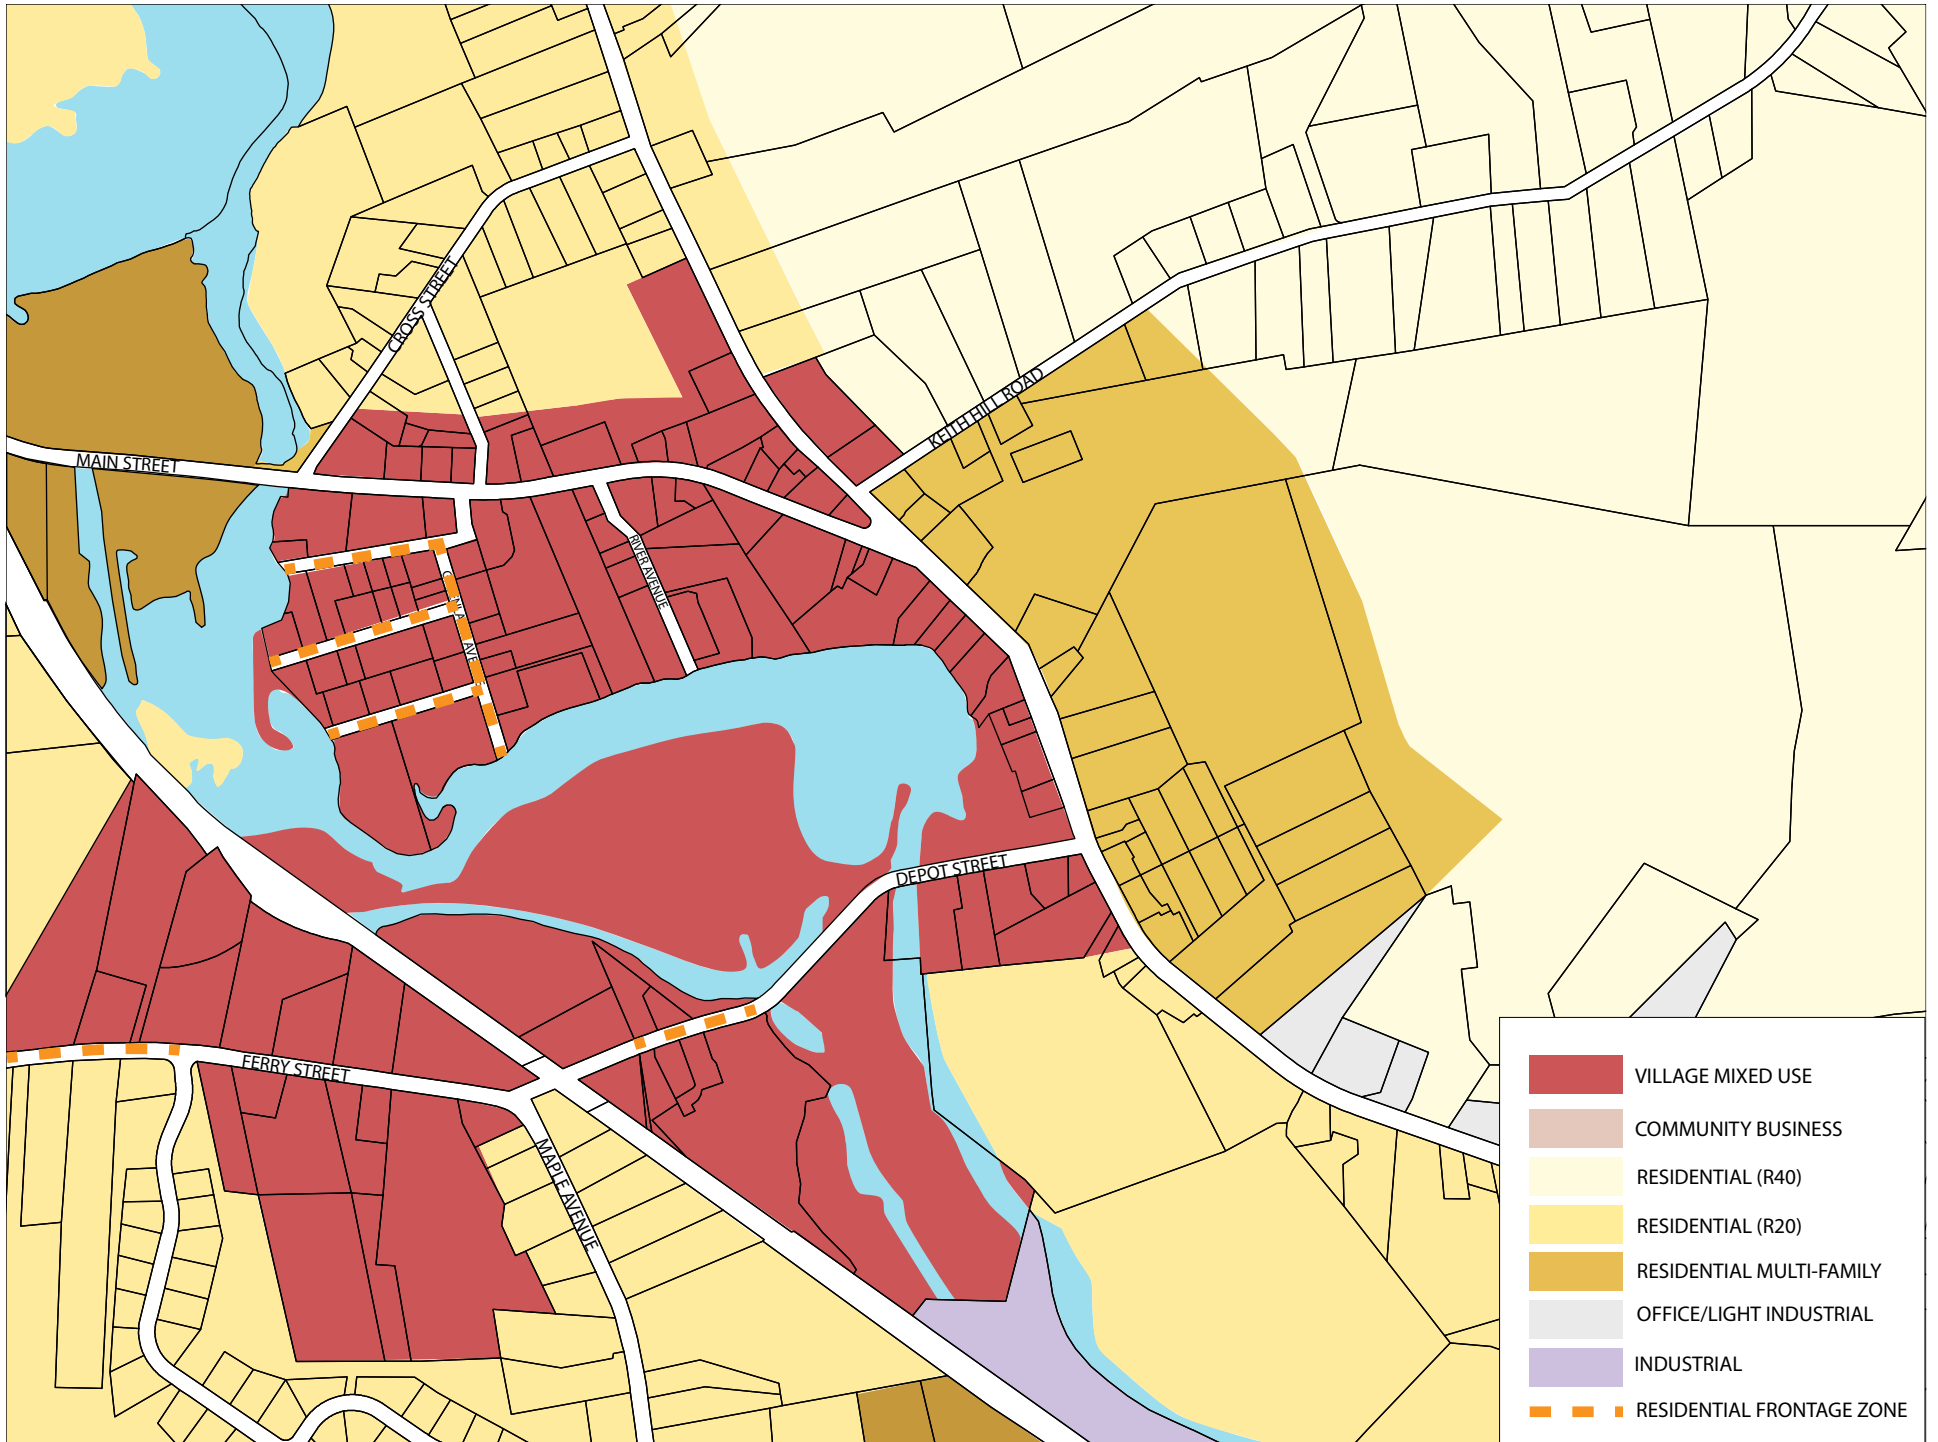 CROSS STREET
KEITH HILL ROAD
MAIN STREET
RIVER AVENUE
DEPOT STREET
FERRY STREET
MAPLE AVENUE
VILLAGE MIXED USE
COMMUNITY BUSINESS
RESIDENTIAL (R40)
RESIDENTIAL (R20)
RESIDENTIAL MULTI-FAMILY
OFFICE/LIGHT INDUSTRIAL
INDUSTRIAL
RESIDENTIAL FRONTAGE ZONE